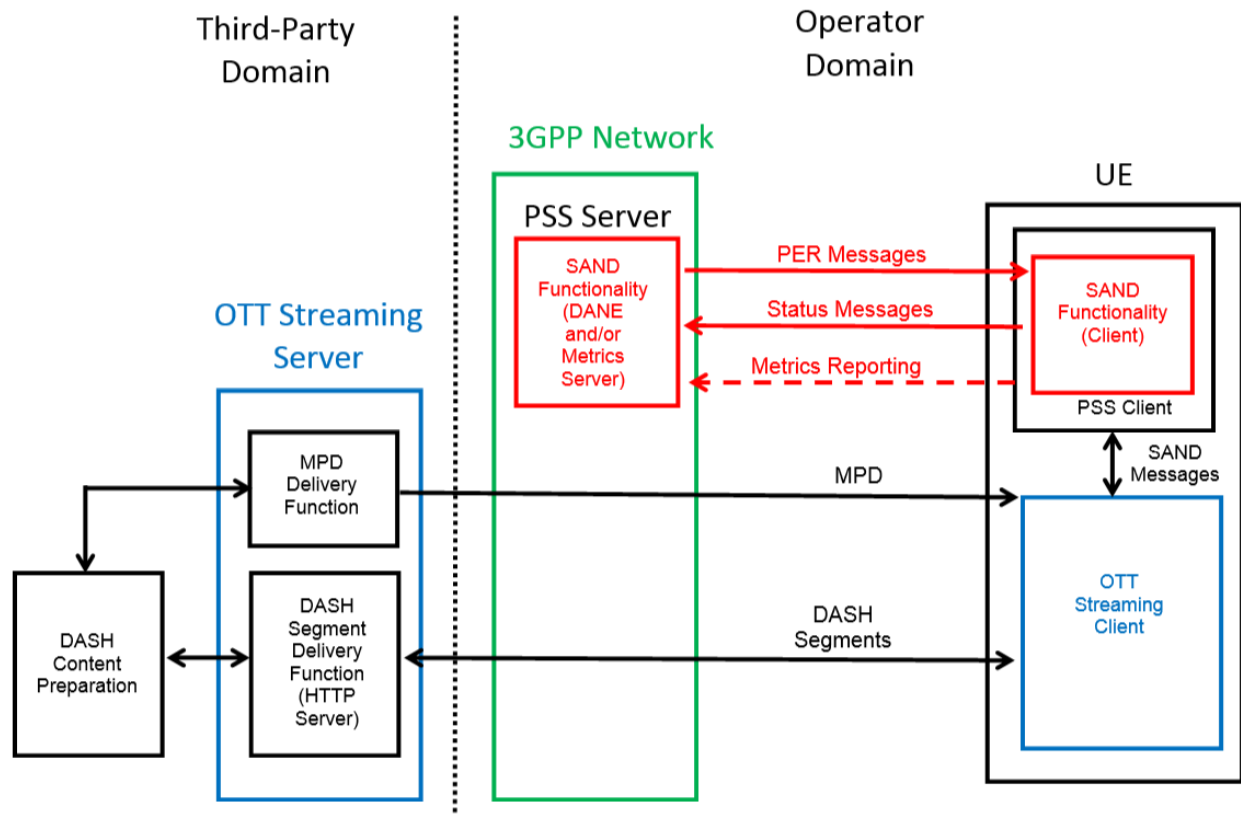 Third-Party
Domain
Operator
Domain
3GPP Network
UE
PSS Server
SAND
Functionality
(DANE
and/or
Metrics
Server)
PER Messages
Status Messages
Metrics Reporting
SAND
Functionality
(Client)
PSS Client
SAND
Messages
OTT Streaming
Server
MPD
Delivery
Function
MPD
DASH
Content
Preparation
DASH
Segment
Delivery
Function
(HTTP
Server)
DASH
Segments
OTT
Streaming
Client